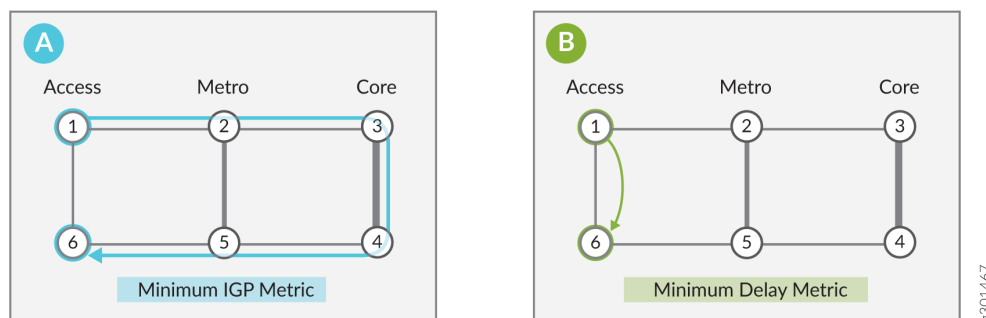 A
Access Metro Core
1 2 3
6 5 4
Minimum IGP Metric
B
Access Metro Core
1 2 3
6 5 4
Minimum Delay Metric
g301467